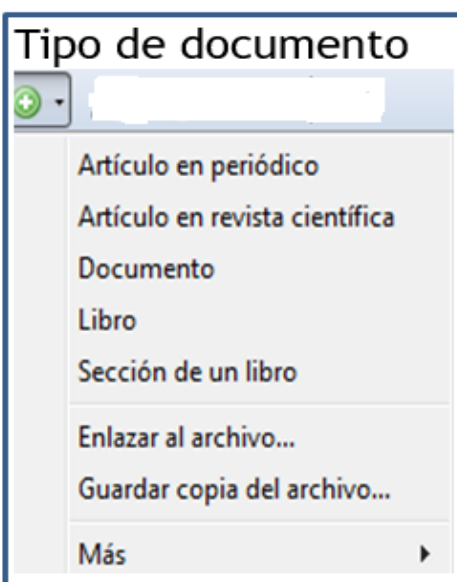 Tipo de documento
Artículo en periódico
Artículo en revista científica
Documento
Libro
Sección de un libro
Enlazar al archivo...
Guardar copia del archivo...
Más